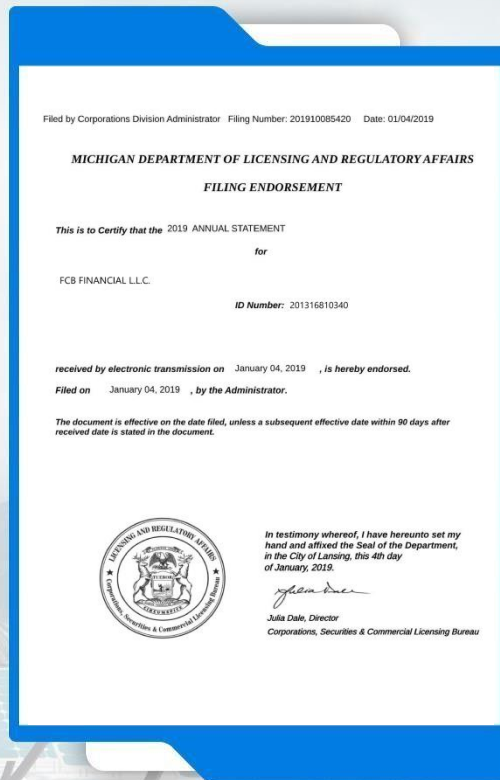 Filed by Corporations Division Administrator Filing Number: 201910085420 Date: 01/04/2019
MICHIGAN DEPARTMENT OF LICENSING AND REGULATORY AFFAIRS
FILING ENDORSEMENT
This is to Certify that the 2019 ANNUAL STATEMENT
for
FCB FINANCIAL L.L.C.
ID Number: 201316810340
received by electronic transmission on January 04, 2019 , is hereby endorsed.
Filed on January 04, 2019 , by the Administrator.
The document is effective on the date filed, unless a subsequent effective date within 90 days after
received date is stated in the document.
LICENSING AND REGULATORY AFFAIRS
TUEBOR
Corporations, Securities & Commercial Licensing Bureau
In testimony whereof, I have hereunto set my
hand and affixed the Seal of the Department,
in the City of Lansing, this 4th day
of January, 2019.
Julia Dale
Julia Dale, Director
Corporations, Securities & Commercial Licensing Bureau